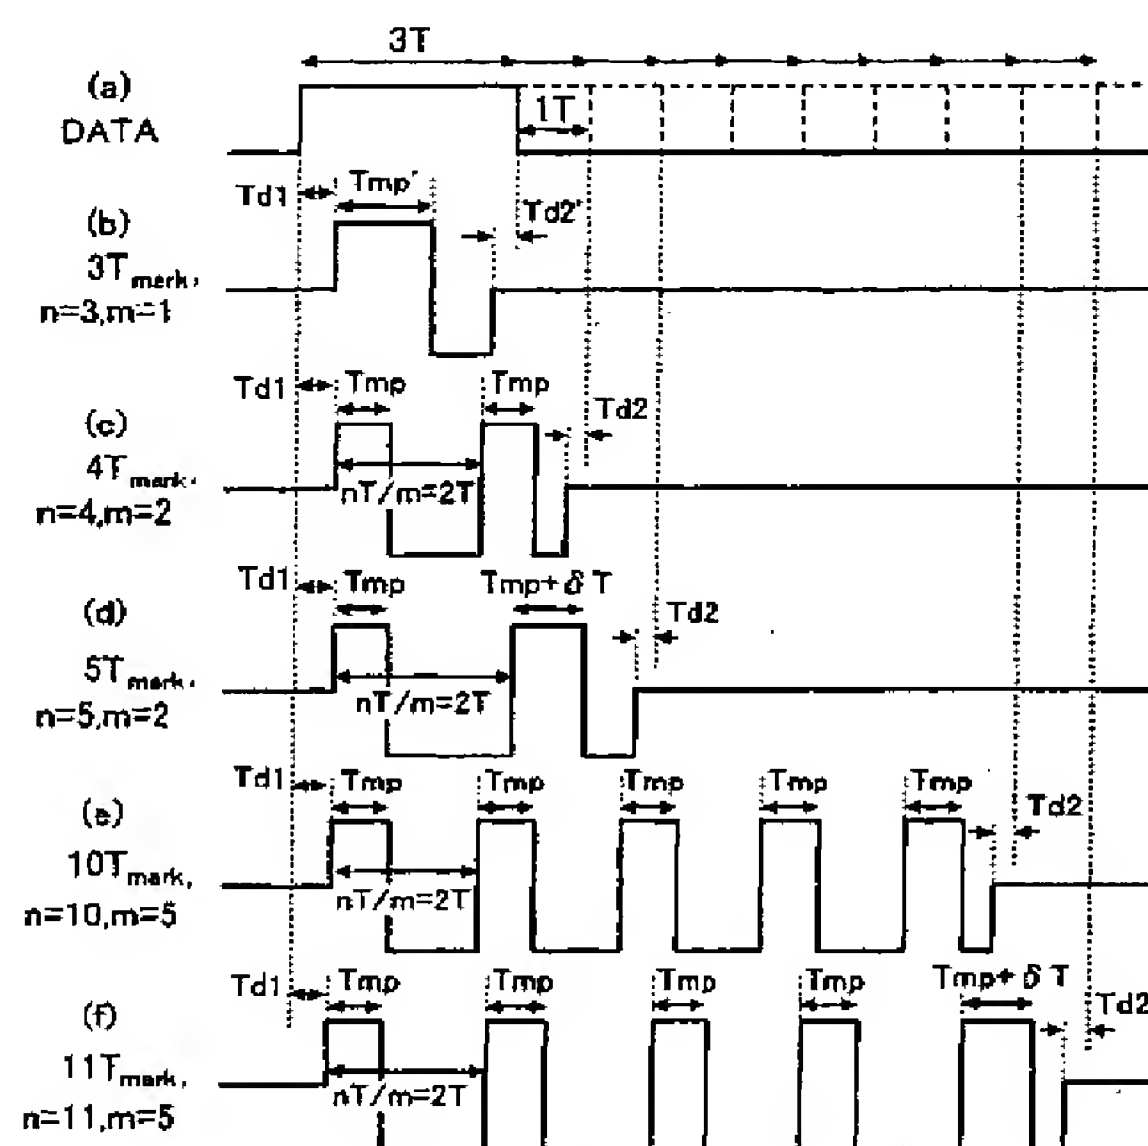 3T
(a)
DATA
1T
Td1 Tmp' Td2'
(b)
3Tmark,
n=3,m=1
Td1 Tmp Tmp Td2
(c)
4Tmark,
nT/m=2T
n=4,m=2
Td1 Tmp Tmp+δT
(d) Td2
5Tmark,
nT/m=2T
n=5,m=2
Td1 Tmp Tmp Tmp Tmp Tmp
(e) Td2
10Tmark,
nT/m=2T
n=10,m=5
Td1 Tmp Tmp Tmp Tmp Tmp+δT
(f) Td2
11Tmark,
nT/m=2T
n=11,m=5